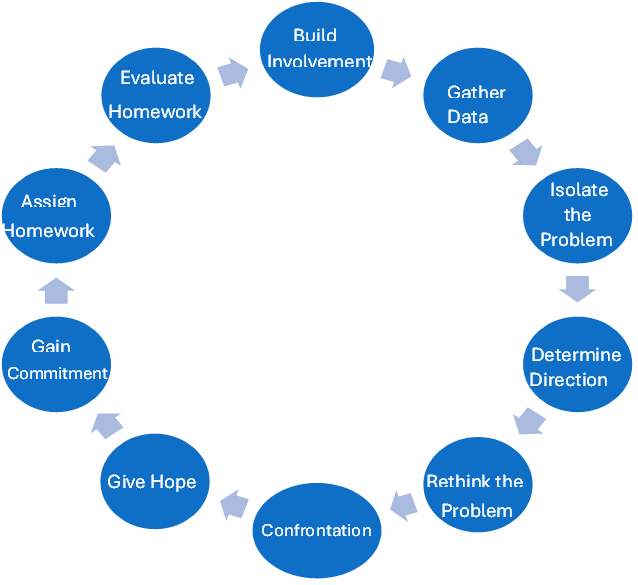 Build
Involvement
Gather
Data
Isolate
the
Problem
Determine
Direction
Rethink the
Problem
Confrontation
Give Hope
Gain
Commitment
Assign
Homework
Evaluate
Homework